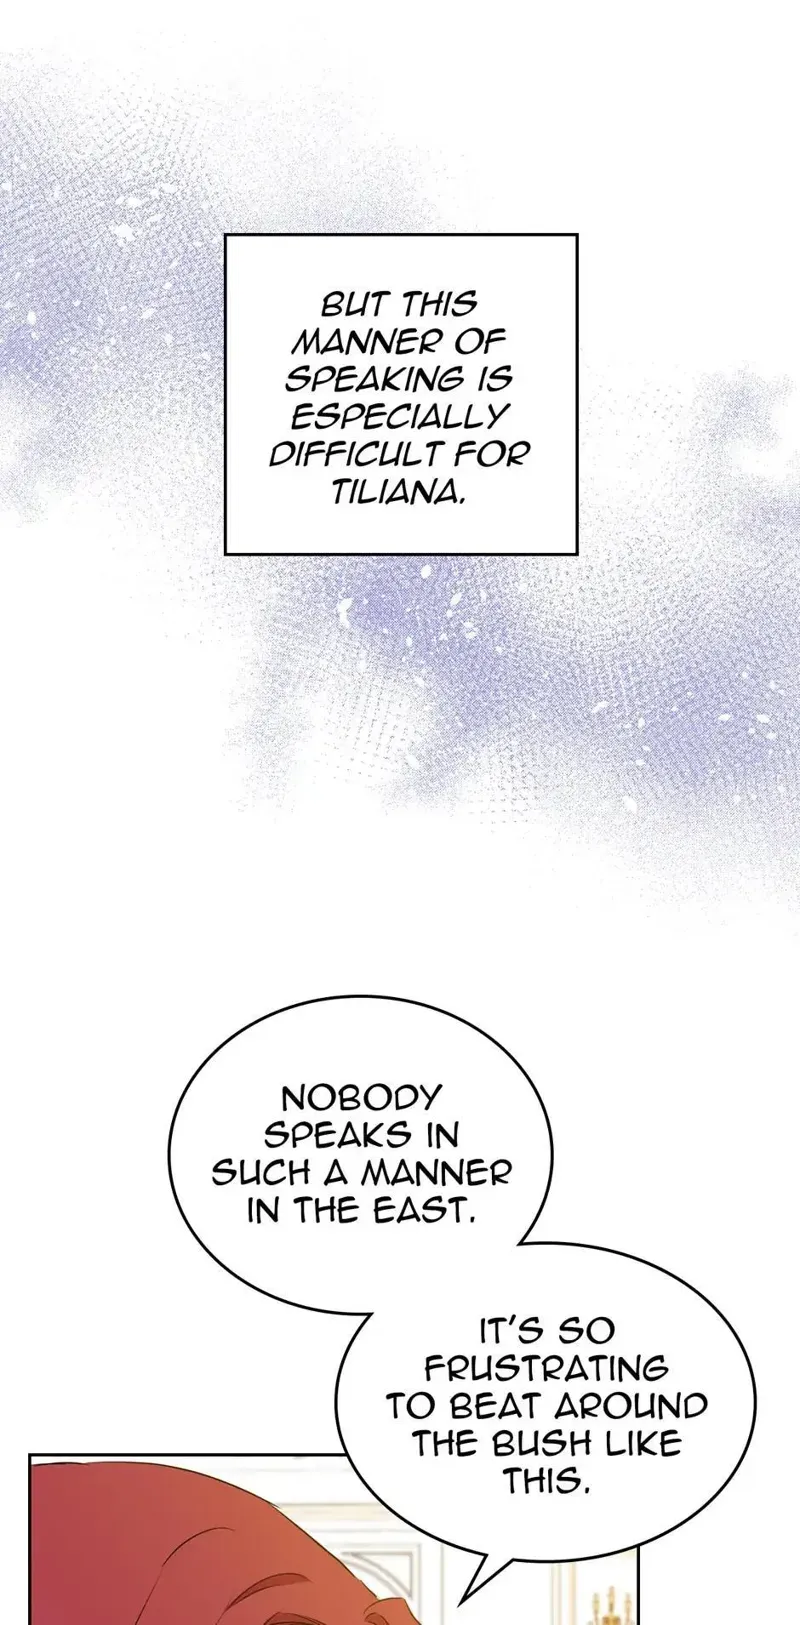 BUT THIS
MANNER OF
SPEAKING IS
ESPECIALLY
DIFFICULT FOR
TILIANA.
NOBODY
SPEAKS IN
SUCH A MANNER
IN THE EAST.
IT'S SO
FRUSTRATING
TO BEAT AROUND
THE BUSH LIKE
THIS.